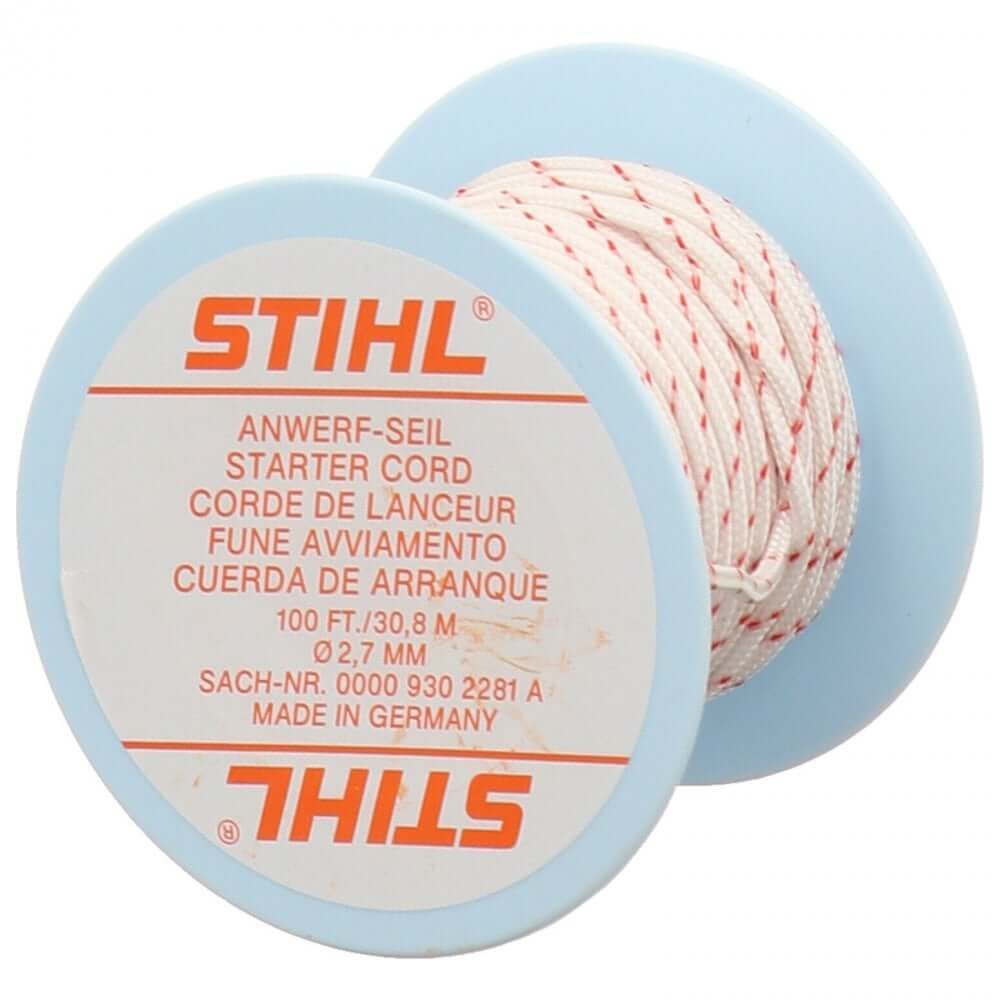 STIHL®
ANWERF-SEIL
STARTER CORD
CORDE DE LANCEUR
FUNE AVVIAMENTO
CUERDA DE ARRANQUE
100 FT./30,8 M
Ø 2,7 MM
SACH-NR. 0000 930 2281 A
MADE IN GERMANY
STIHL®